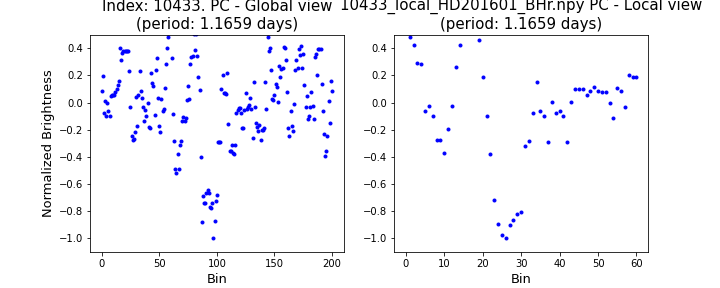 Index: 10433. PC - Global view
(period: 1.1659 days)
10433_local_HD201601_BHr.npy PC - Local view
(period: 1.1659 days)
Normalized Brightness
0.4
0.2
0.0
−0.2
−0.4
−0.6
−0.8
−1.0
0 50 100 150 200
Bin
0.4
0.2
0.0
−0.2
−0.4
−0.6
−0.8
−1.0
0 10 20 30 40 50 60
Bin